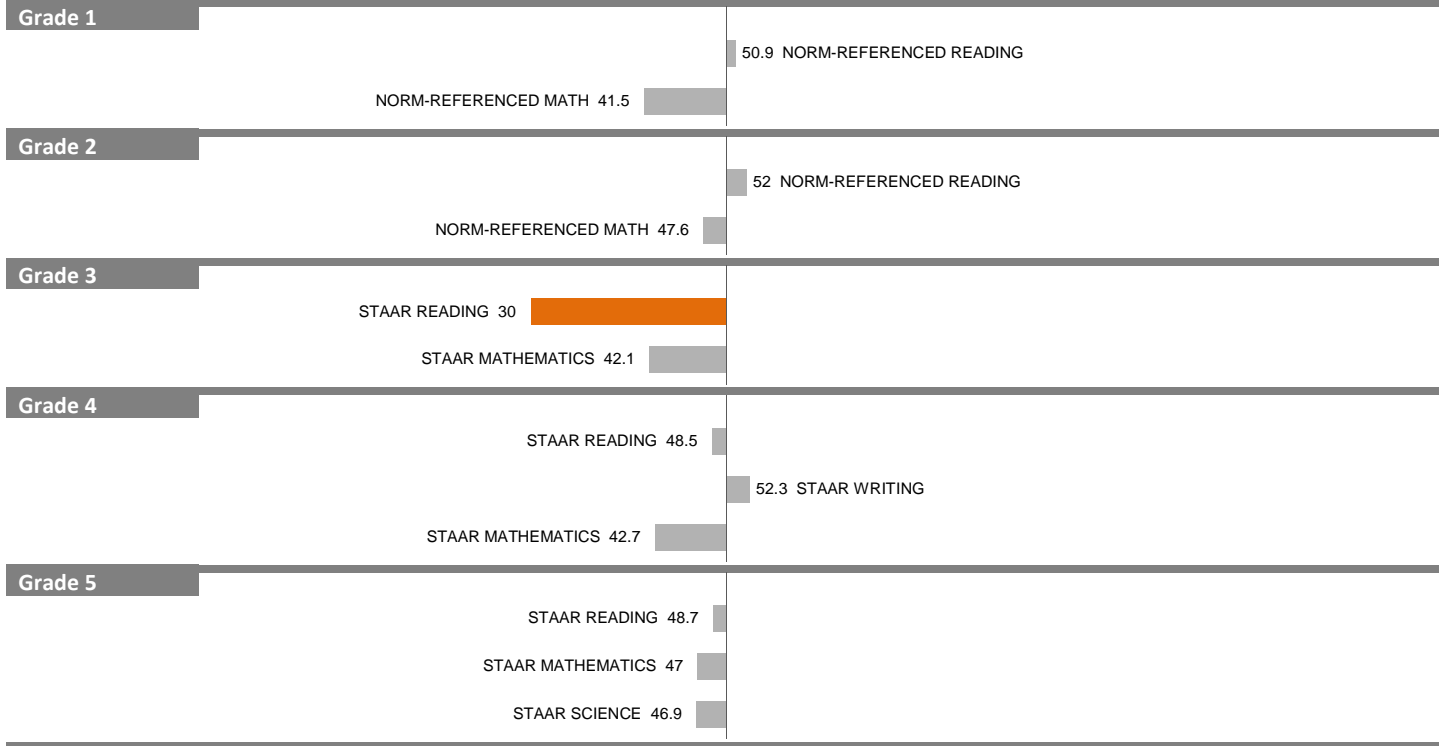 Grade 1
50.9 NORM-REFERENCED READING
NORM-REFERENCED MATH 41.5
Grade 2
52 NORM-REFERENCED READING
NORM-REFERENCED MATH 47.6
Grade 3
STAAR READING 30
STAAR MATHEMATICS 42.1
Grade 4
STAAR READING 48.5
52.3 STAAR WRITING
STAAR MATHEMATICS 42.7
Grade 5
STAAR READING 48.7
STAAR MATHEMATICS 47
STAAR SCIENCE 46.9